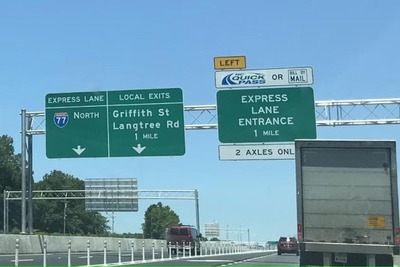 EXPRESS LANE
LOCAL EXITS
77 NORTH
Griffith St
Langtree Rd
1 MILE
LEFT
QUICK PASS OR BILL BY MAIL
EXPRESS
LANE
ENTRANCE
1 MILE
2 AXLES ONL